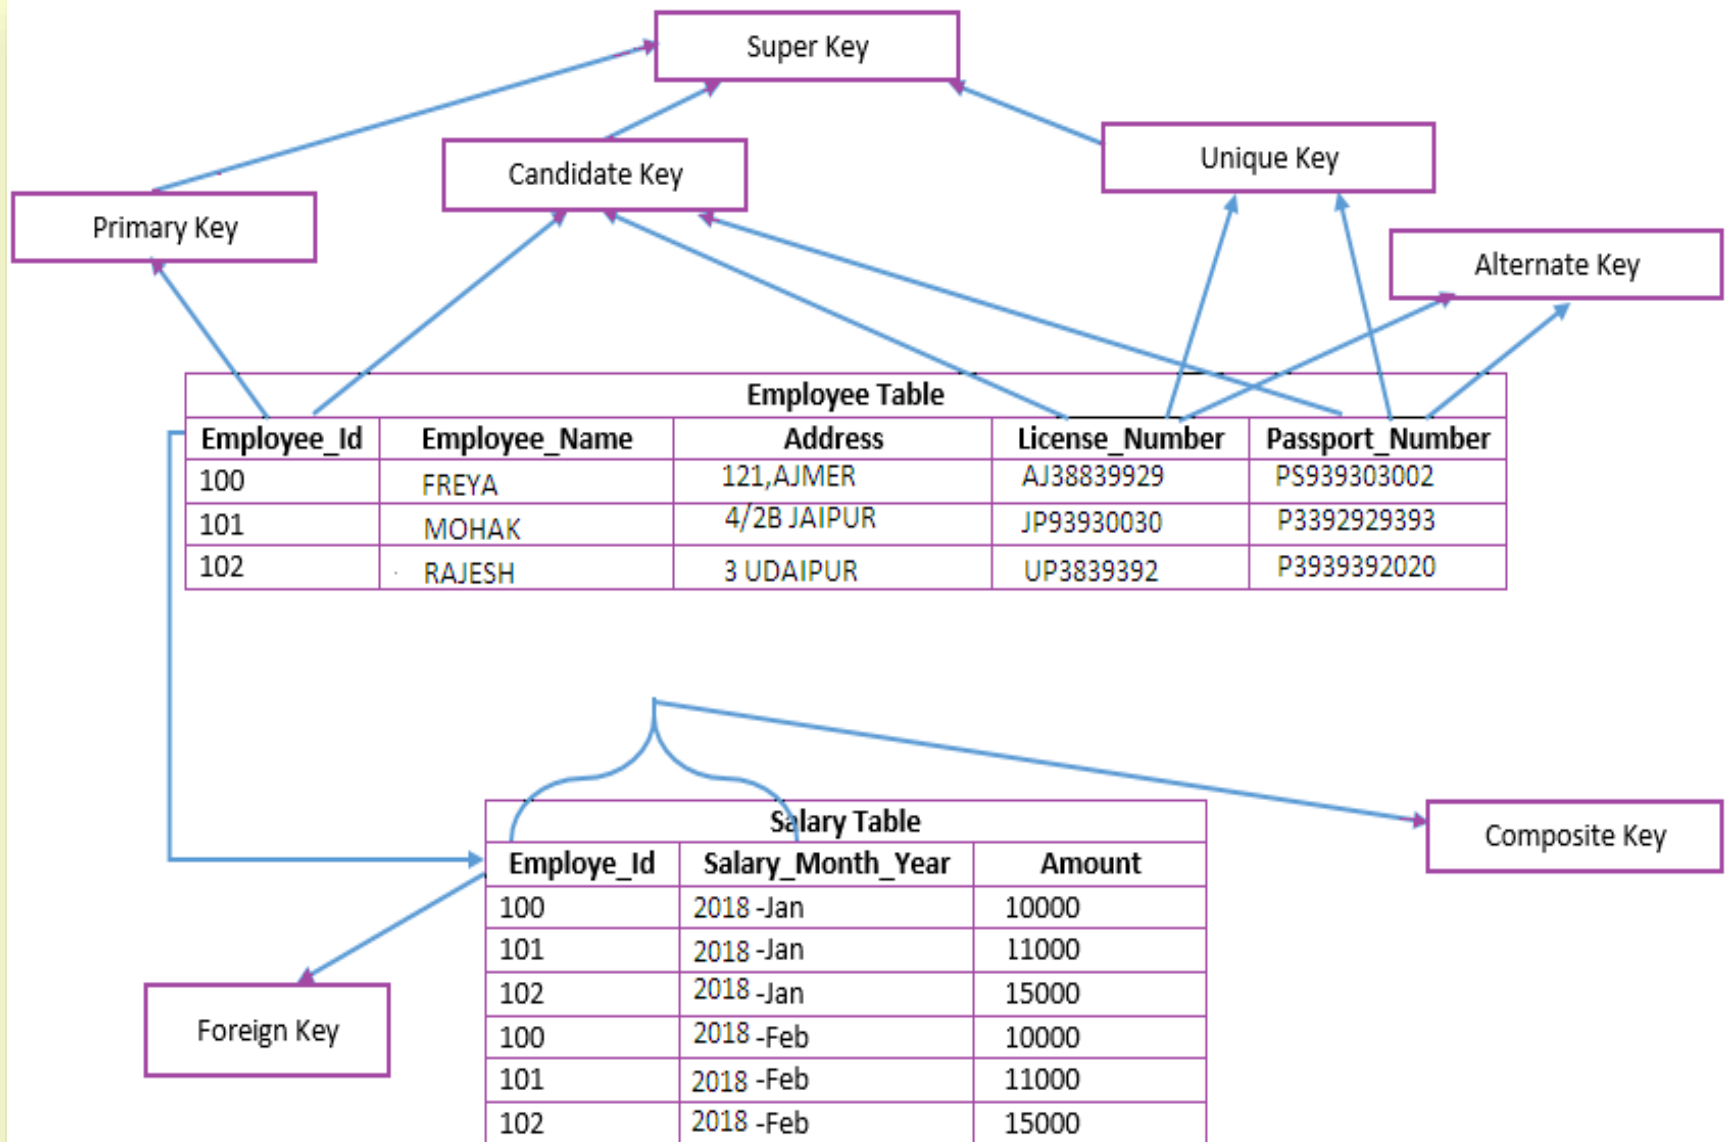 Super Key
Unique Key
Candidate Key
Primary Key
Alternate Key
Employee Table
Employee_Id Employee_Name Address License_Number Passport_Number
100 FREYA 121,AJMER AJ38839929 PS939303002
101 MOHAK 4/2B JAIPUR JP93930030 P3392929393
102 RAJESH 3 UDAIPUR UP3839392 P3939392020
Salary Table
Composite Key
Employe_Id Salary_Month_Year Amount
100 2018 -Jan 10000
101 2018 -Jan 11000
102 2018 -Jan 15000
Foreign Key
100 2018 -Feb 10000
101 2018 -Feb 11000
102 2018 -Feb 15000